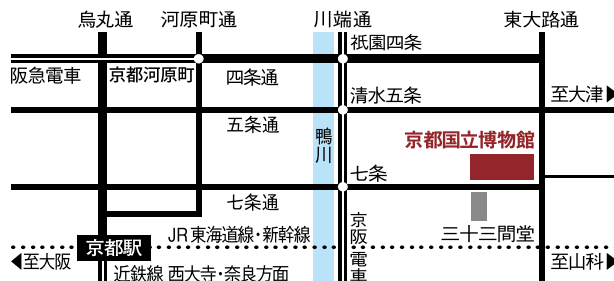 烏丸通
河原町通
川端通
東大路通
祇園四条
阪急電車
京都河原町
四条通
清水五条
至大津
五条通
鴨川
京都国立博物館
七条
七条通
京阪電車
三十三間堂
JR東海道線・新幹線
京都駅
至大阪
至山科
近鉄線 西大寺・奈良方面